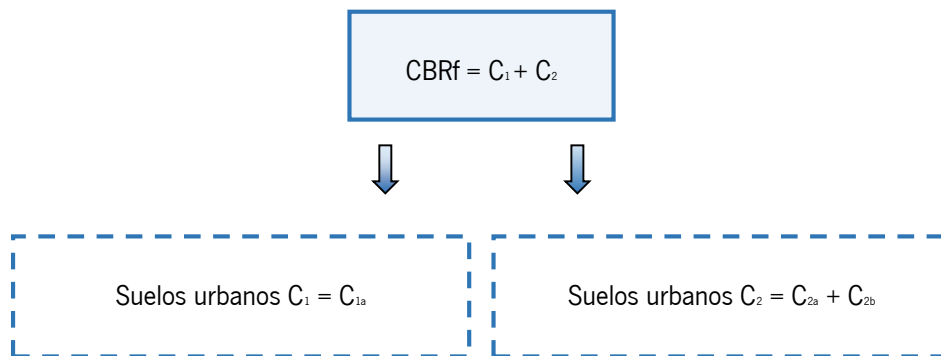 CBRf = C₁ + C₂
Suelos urbanos C₁ = C₁ₐ
Suelos urbanos C₂ = C₂ₐ + C₂b